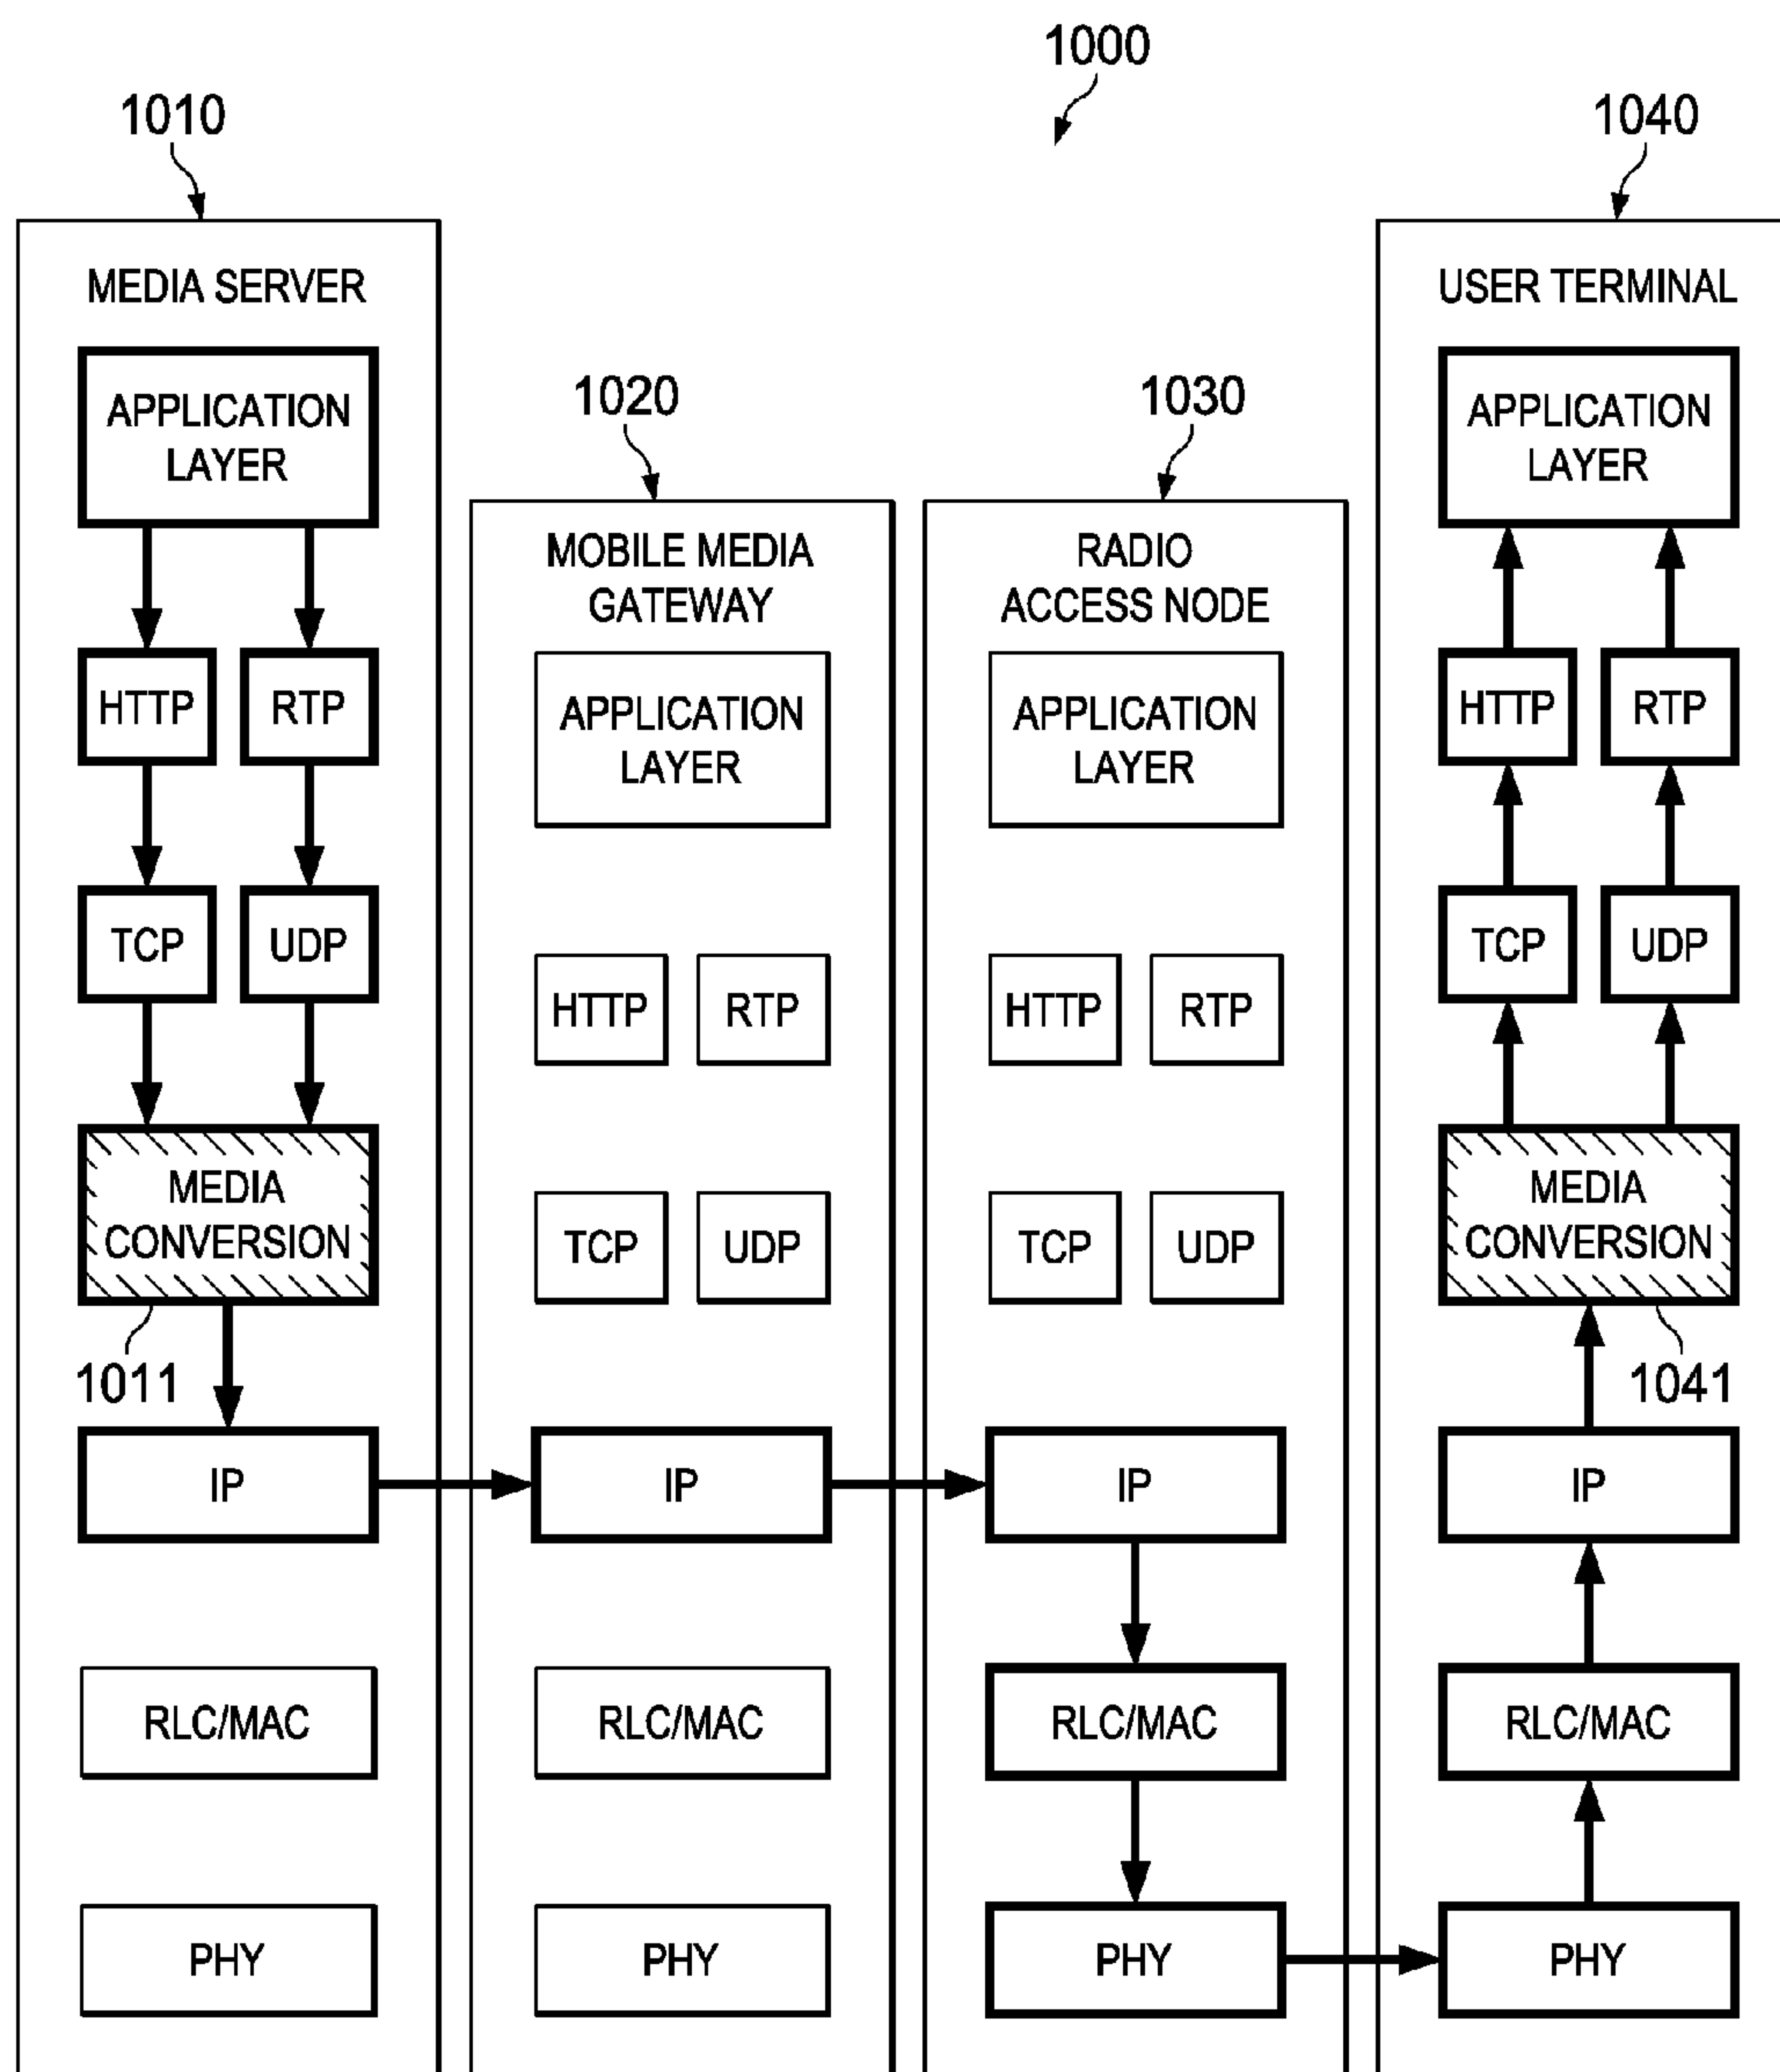 1000
1010
1040
MEDIA SERVER
APPLICATION
LAYER
HTTP
RTP
TCP
UDP
MEDIA
CONVERSION
1011
IP
RLC/MAC
PHY
1020
MOBILE MEDIA
GATEWAY
APPLICATION
LAYER
HTTP
RTP
TCP
UDP
IP
RLC/MAC
PHY
1030
RADIO
ACCESS NODE
APPLICATION
LAYER
HTTP
RTP
TCP
UDP
IP
RLC/MAC
PHY
USER TERMINAL
APPLICATION
LAYER
HTTP
RTP
TCP
UDP
MEDIA
CONVERSION
1041
IP
RLC/MAC
PHY